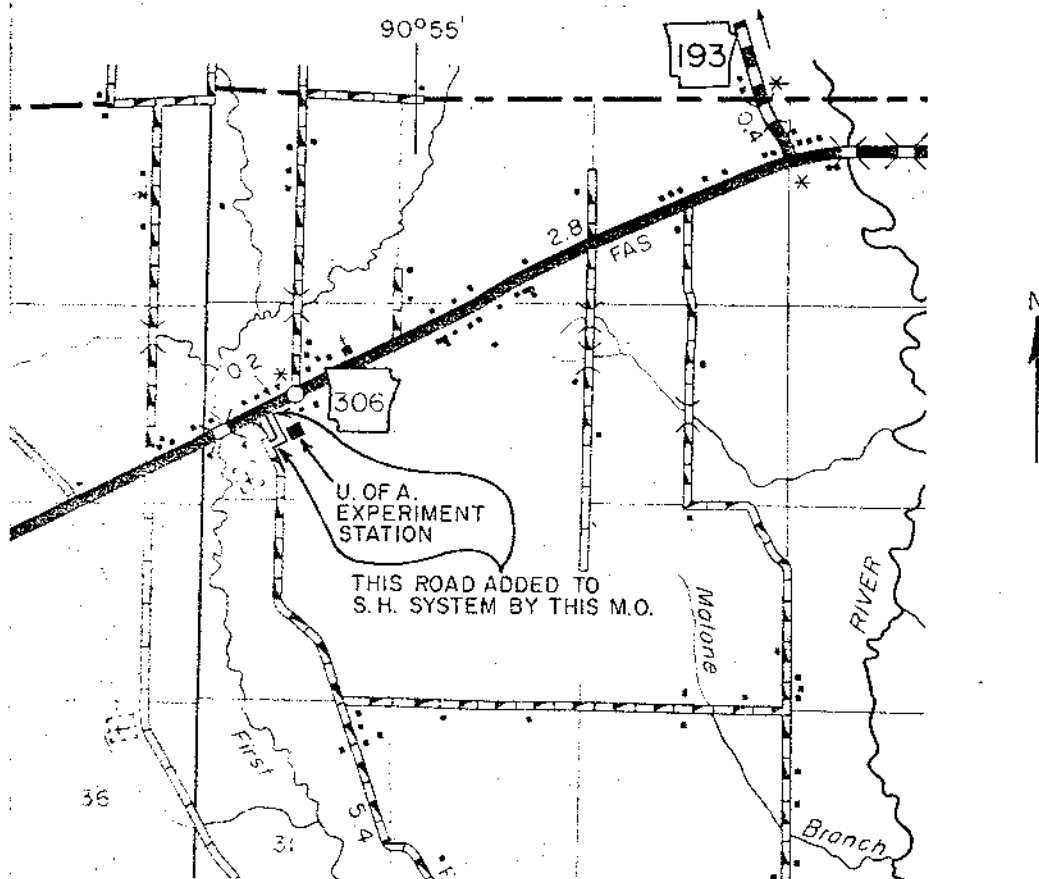 90°55'
193
N
0.4
2.8
FAS
0.2
306
U. OF A.
EXPERIMENT
STATION
THIS ROAD ADDED TO
S. H. SYSTEM BY THIS M.O.
Malone
RIVER
First
36
31
5.4
F
Branch